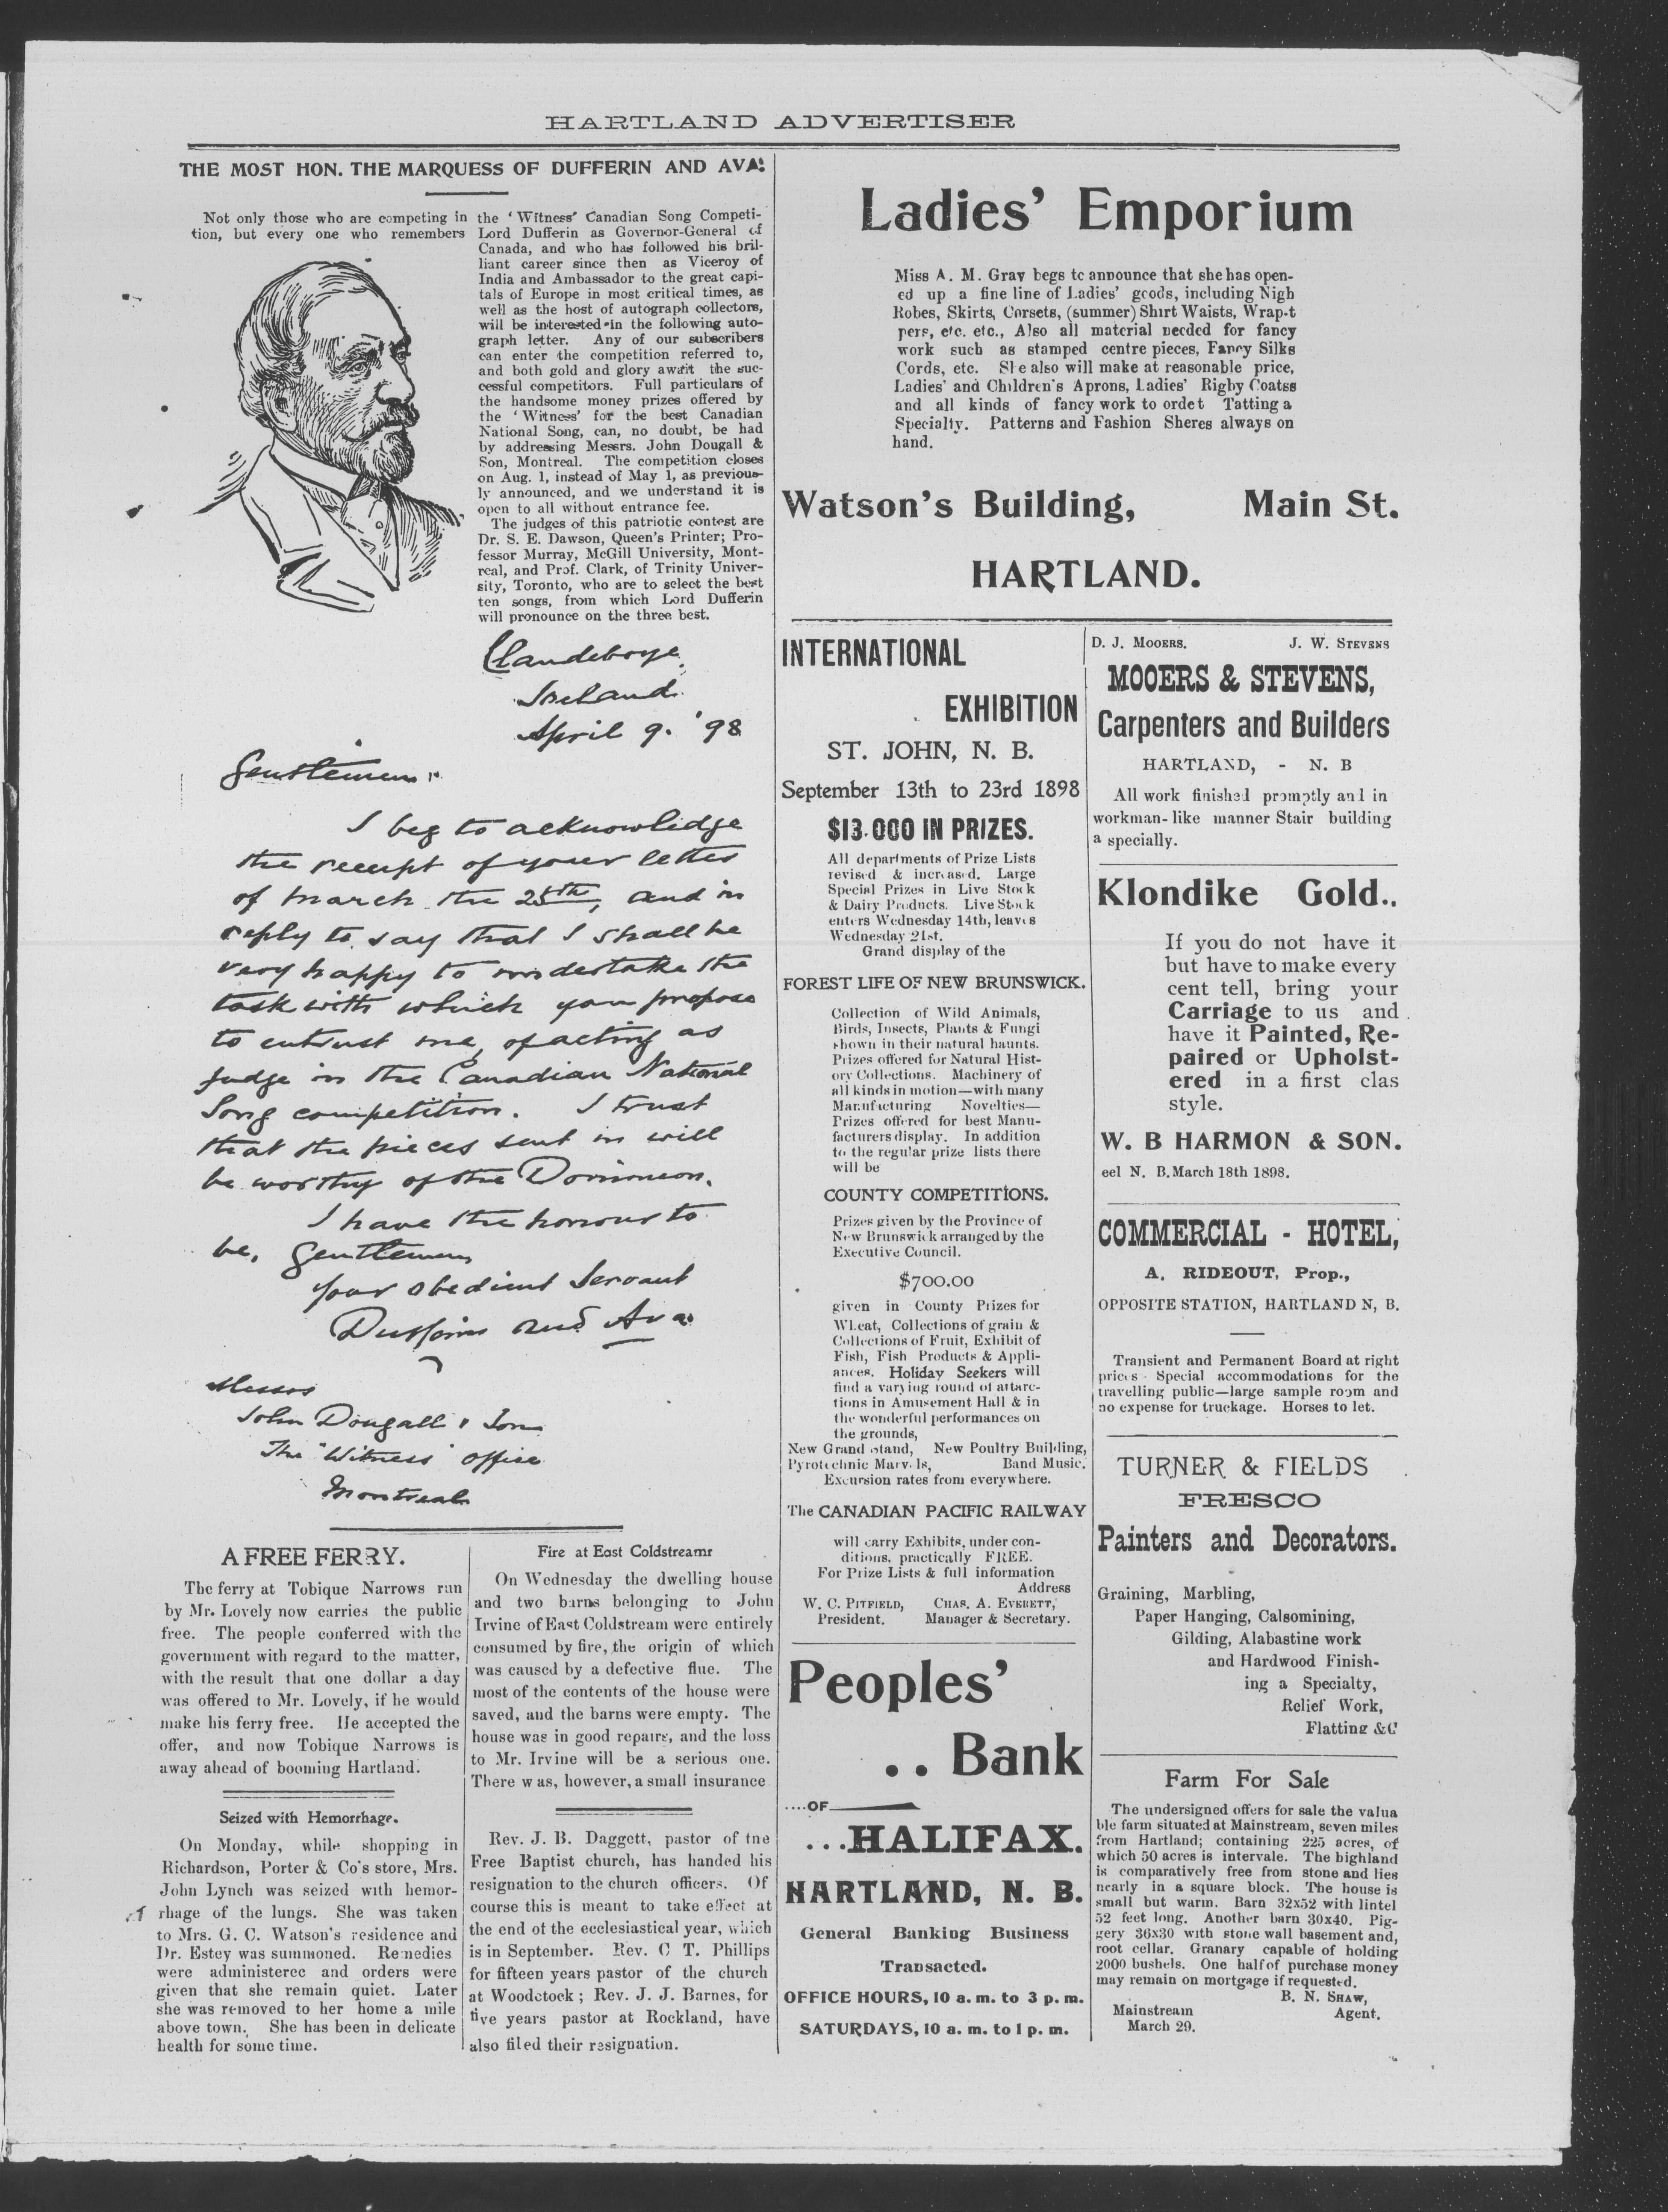 HARTLAND ADVERTISER
THE MOST HON. THE MARQUESS OF DUFFERIN AND AVA.
Not only those who are competing in the 'Witness' Canadian Song Competi-
tion, but every one who remembers Lord Dufferin as Governor-General of
Canada, and who has followed his bril-
liant career since then as Viceroy of
India and Ambassador to the great capi-
tals of Europe in most critical times, as
well as the host of autograph collectors,
will be interested in the following auto-
graph letter. Any of our subscribers
can enter the competition referred to,
and both gold and glory await the suc-
cessful competitors. Full particulars of
the handsome money prizes offered by
the 'Witness' for the best Canadian
National Song, can, no doubt, be had
by addressing Messrs. John Dougall &
Son, Montreal. The competition closes
on Aug. 1, instead of May 1, as previous-
ly announced, and we understand it is
open to all without entrance fee.
The judges of this patriotic contest are
Dr. S. E. Dawson, Queen's Printer; Pro-
fessor Murray, McGill University, Mont-
real, and Prof. Clark, of Trinity Univer-
sity, Toronto, who are to select the best
ten songs, from which Lord Dufferin
will pronounce on the three best.
Clandeboye,
Ireland.
April 9. '98
Gentlemen,
I beg to acknowledge
the receipt of your letter
of March the 25th, and in
reply to say that I shall be
very happy to undertake the
task with which you propose
to entrust me, of acting as
judge in the Canadian National
Song competition. I trust
that the pieces sent in will
be worthy of the Dominion.
I have the honour to
be, Gentlemen,
your obedient Servant
Dufferin and Ava
Messrs
John Dougall & Son
The "Witness" office
Montreal
A FREE FERRY.
The ferry at Tobique Narrows run
by Mr. Lovely now carries the public
free. The people conferred with the
government with regard to the matter,
with the result that one dollar a day
was offered to Mr. Lovely, if he would
make his ferry free. He accepted the
offer, and now Tobique Narrows is
away ahead of booming Hartland.
Seized with Hemorrhage.
On Monday, while shopping in
Richardson, Porter & Co's store, Mrs.
John Lynch was seized with hemor-
rhage of the lungs. She was taken
to Mrs. G. C. Watson's residence and
Dr. Estey was summoned. Remedies
were administerec and orders were
given that she remain quiet. Later
she was removed to her home a mile
above town. She has been in delicate
health for some time.
Fire at East Coldstreamr
On Wednesday the dwelling house
and two barns belonging to John
Irvine of East Coldstream were entirely
consumed by fire, the origin of which
was caused by a defective flue. The
most of the contents of the house were
saved, and the barns were empty. The
house was in good repairs, and the loss
to Mr. Irvine will be a serious one.
There was, however, a small insurance
Rev. J. B. Daggett, pastor of tne
Free Baptist church, has handed his
resignation to the church officers. Of
course this is meant to take effect at
the end of the ecclesiastical year, which
is in September. Rev. C T. Phillips
for fifteen years pastor of the church
at Woodctock; Rev. J. J. Barnes, for
five years pastor at Rockland, have
also filed their resignation.
Ladies' Emporium
Miss A. M. Gray begs tc announce that she has open-
ed up a fine line of Ladies' goods, including Nigh
Robes, Skirts, Corsets, (summer) Shirt Waists, Wrap-t
pers, etc. etc., Also all material needed for fancy
work such as stamped centre pieces, Fancy Silks
Cords, etc. She also will make at reasonable price,
Ladies' and Children's Aprons, Ladies' Rigby Coatss
and all kinds of fancy work to ordet Tatting a
Specialty. Patterns and Fashion Sheres always on
hand.
Watson's Building, Main St.
HARTLAND.
INTERNATIONAL
EXHIBITION
ST. JOHN, N. B.
September 13th to 23rd 1898
$13.000 IN PRIZES.
All departments of Prize Lists
revised & increased. Large
Special Prizes in Live Stock
& Dairy Products. Live Stock
enters Wednesday 14th, leaves
Wednesday 21st.
Grand display of the
FOREST LIFE OF NEW BRUNSWICK.
Collection of Wild Animals,
Birds, Insects, Plants & Fungi
shown in their natural haunts.
Prizes offered for Natural Hist-
ory Collections. Machinery of
all kinds in motion—with many
Manufacturing Novelties—
Prizes offered for best Manu-
facturers display. In addition
to the regular prize lists there
will be
COUNTY COMPETITIONS.
Prizes given by the Province of
New Brunswick arranged by the
Executive Council.
$700.00
given in County Prizes for
Wheat, Collections of grain &
Collections of Fruit, Exhibit of
Fish, Fish Products & Appli-
ances. Holiday Seekers will
find a varying round of attarc-
tions in Amusement Hall & in
the wonderful performances on
the grounds,
New Grand Stand, New Poultry Building,
Pyrotechnic Marvels, Band Music.
Excursion rates from everywhere.
The CANADIAN PACIFIC RAILWAY
will carry Exhibits, under con-
ditions, practically FREE.
For Prize Lists & full information
Address
W. C. PITFIELD, CHAS. A. EVERETT,
President. Manager & Secretary.
Peoples'
.. Bank
....OF
...HALIFAX.
HARTLAND, N. B.
General Banking Business
Transacted.
OFFICE HOURS, 10 a. m. to 3 p. m.
SATURDAYS, 10 a. m. to 1 p. m.
D. J. MOOERS. J. W. STEVENS
MOOERS & STEVENS,
Carpenters and Builders
HARTLAND, - N. B
All work finished promptly and in
workman-like manner Stair building
a specially.
Klondike Gold..
If you do not have it
but have to make every
cent tell, bring your
Carriage to us and
have it Painted, Re-
paired or Upholst-
ered in a first clas
style.
W. B HARMON & SON.
eel N. B. March 18th 1898.
COMMERCIAL - HOTEL,
A. RIDEOUT, Prop.,
OPPOSITE STATION, HARTLAND N, B.
Transient and Permanent Board at right
prices Special accommodations for the
travelling public—large sample room and
no expense for truckage. Horses to let.
TURNER & FIELDS
FRESCO
Painters and Decorators.
Graining, Marbling,
Paper Hanging, Calsomining,
Gilding, Alabastine work
and Hardwood Finish-
ing a Specialty,
Relief Work,
Flatting &C
Farm For Sale
The undersigned offers for sale the valua
ble farm situated at Mainstream, seven miles
from Hartland; containing 225 acres, of
which 50 acres is intervale. The highland
is comparatively free from stone and lies
nearly in a square block. The house is
small but warm. Barn 32x52 with lintel
52 feet long. Another barn 30x40. Pig-
gery 36x30 with stone wall basement and,
root cellar. Granary capable of holding
2000 bushels. One half of purchase money
may remain on mortgage if requested.
B. N. SHAW,
Mainstream Agent.
March 29.